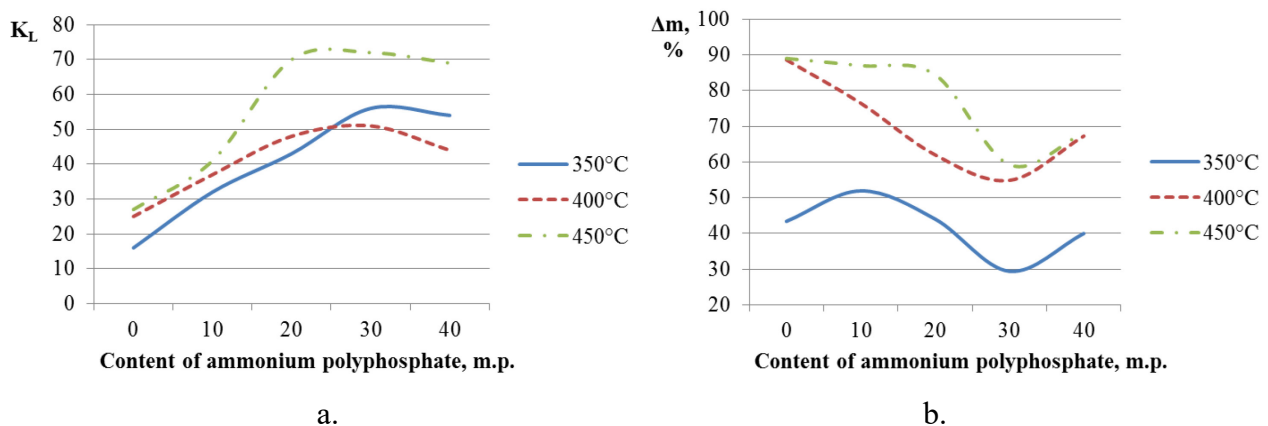 K_L
80
70
60
50
40
30
20
10
0
0 10 20 30 40
Content of ammonium polyphosphate, m.p.
350°C
400°C
450°C
a.
Δm,
%
100
90
80
70
60
50
40
30
20
0 10 20 30 40
Content of ammonium polyphosphate, m.p.
350°C
400°C
450°C
b.